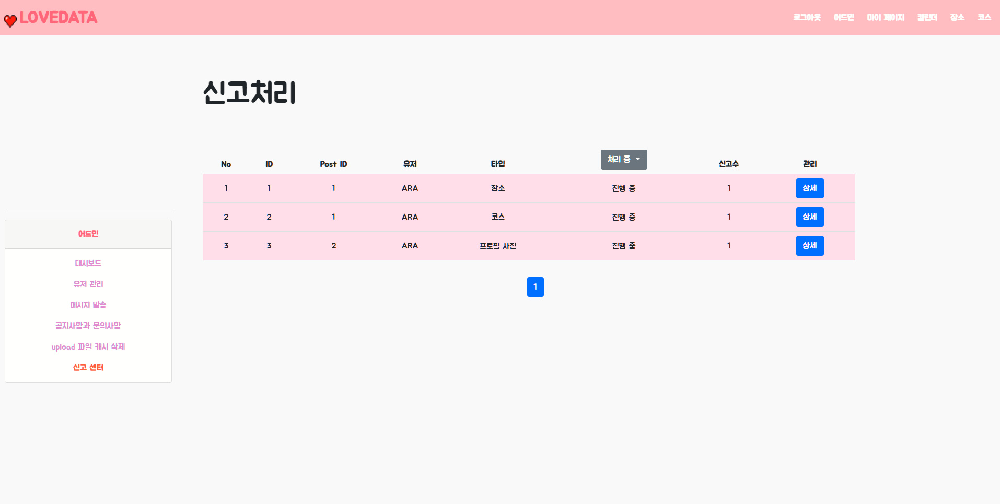 LOVEDATA
로그아웃 어드민 마이 페이지 캘린더 장소 코스
신고처리
No ID Post ID 유저 타입 처리 중 신고수 관리
1 1 1 ARA 장소 진행 중 1 상세
2 2 1 ARA 코스 진행 중 1 상세
3 3 2 ARA 프로필 사진 진행 중 1 상세
1
어드민
대시보드
유저 관리
메시지 발송
공지사항과 문의사항
upload 파일 캐시 삭제
신고 센터